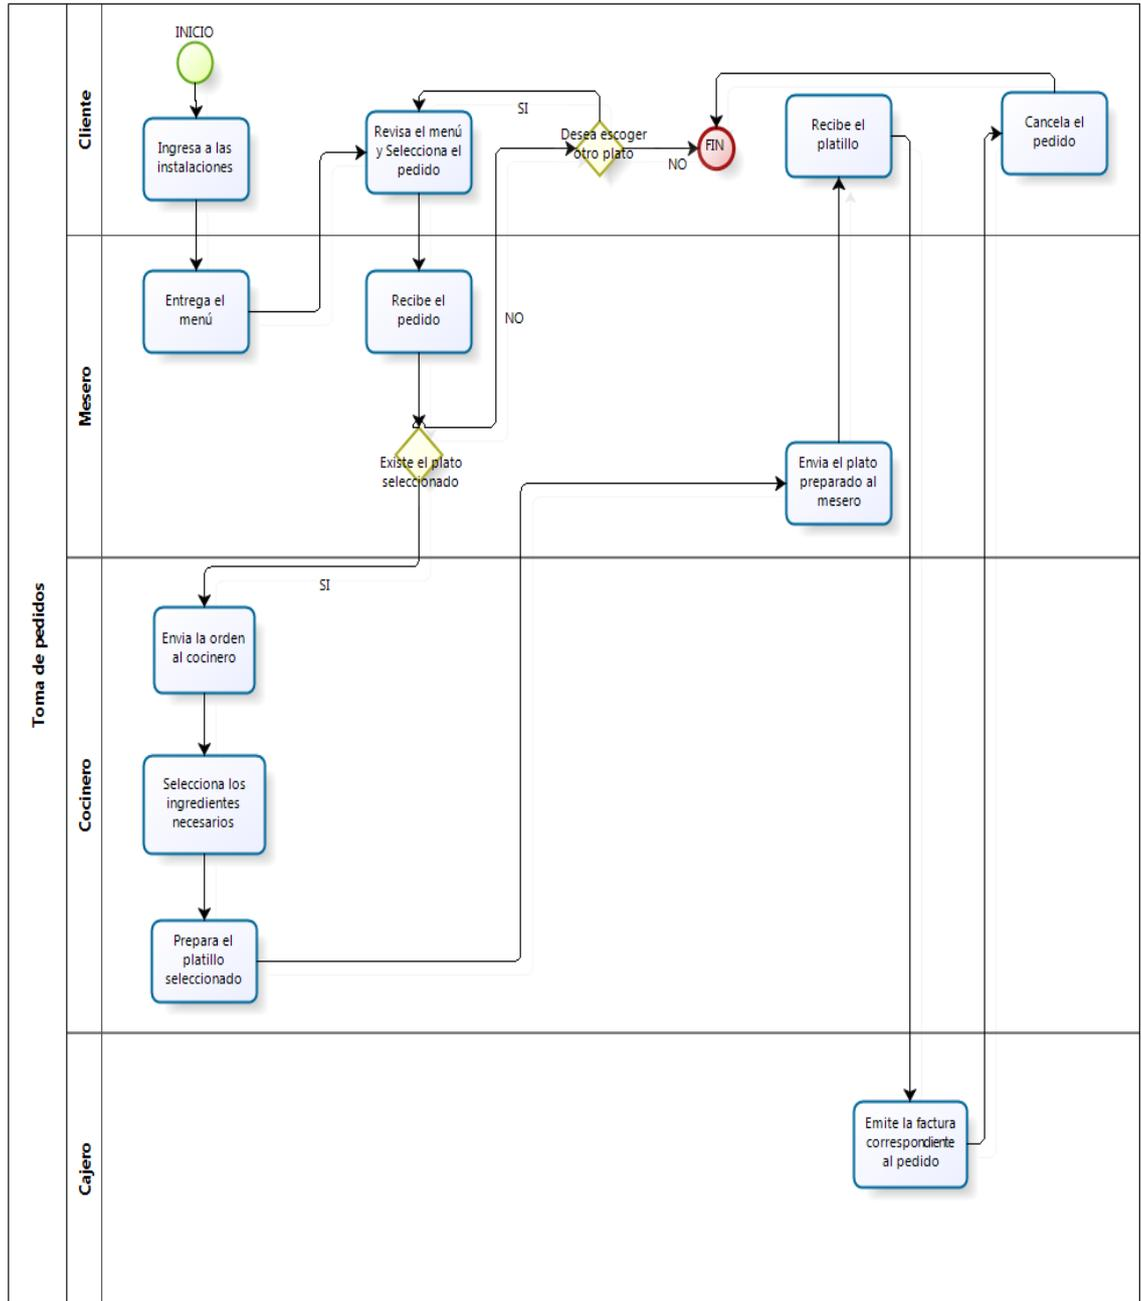 Toma de pedidos
Cliente
INICIO
Ingresa a las
instalaciones
Revisa el menú
y Selecciona el
pedido
SI
Desea escoger
otro plato
NO
FIN
Recibe el
platillo
Cancela el
pedido
Mesero
Entrega el
menú
Recibe el
pedido
NO
Existe el plato
seleccionado
Envia el plato
preparado al
mesero
Cocinero
SI
Envia la orden
al cocinero
Selecciona los
ingredientes
necesarios
Prepara el
platillo
seleccionado
Cajero
Emite la factura
correspondiente
al pedido